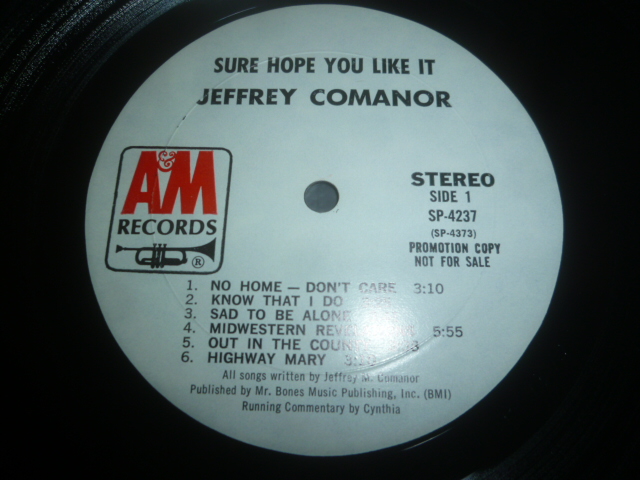 SURE HOPE YOU LIKE IT
JEFFREY COMANOR
A&M
RECORDS
®
STEREO
SIDE 1
SP-4237
(SP-4373)
PROMOTION COPY
NOT FOR SALE
1. NO HOME — DON'T CARE 3:10
2. KNOW THAT I DO
3. SAD TO BE ALONE
4. MIDWESTERN 5:55
5. OUT IN THE
6. HIGHWAY MARY
All songs written by Jeffrey M. Comanor
Published by Mr. Bones Music Publishing, Inc. (BMI)
Running Commentary by Cynthia